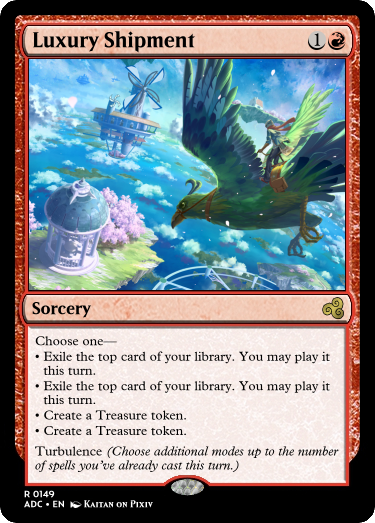 Luxury Shipment
1
Sorcery
Choose one—
• Exile the top card of your library. You may play it
this turn.
• Exile the top card of your library. You may play it
this turn.
• Create a Treasure token.
• Create a Treasure token.
Turbulence (Choose additional modes up to the number
of spells you've already cast this turn.)
R 0149
ADC • EN Kaitan on Pixiv